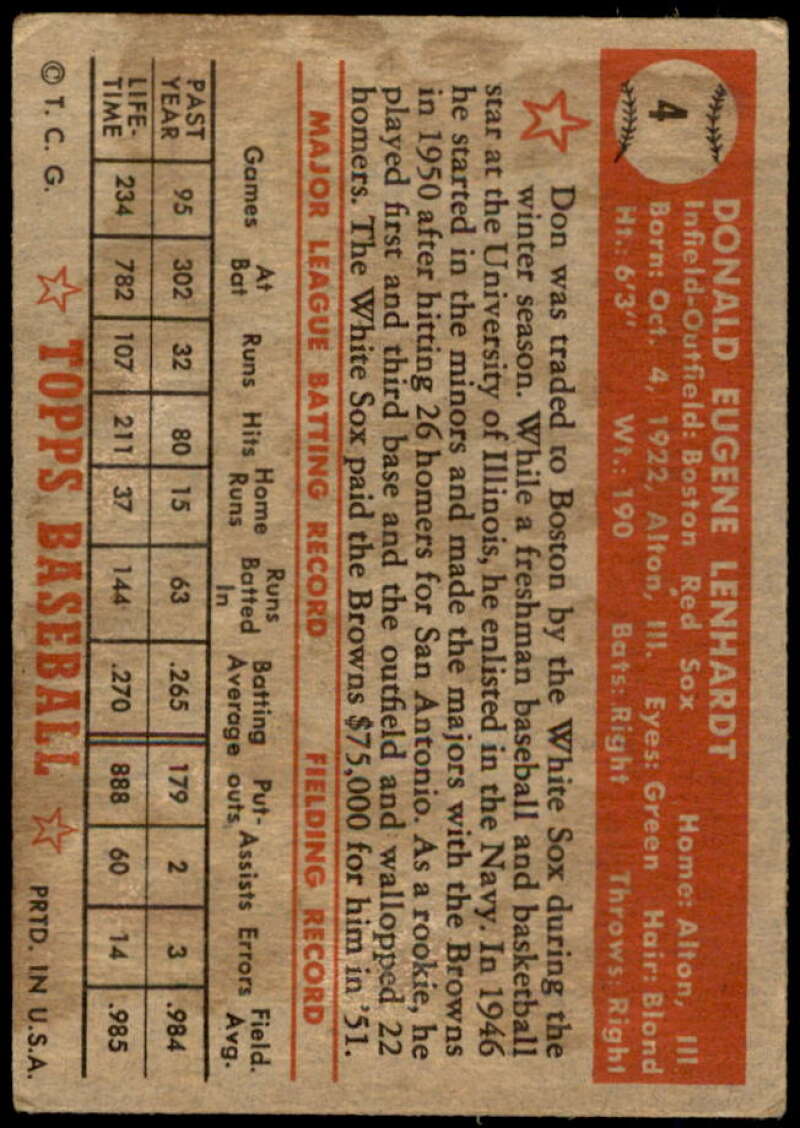 4
DONALD EUGENE LENHARDT
Infield-Outfield: Boston Red Sox Home: Alton, Ill.
Born: Oct. 4, 1922, Alton, Ill. Eyes: Green Hair: Blond
Ht.: 6'3" Wt.: 190 Bats: Right Throws: Right
Don was traded to Boston by the White Sox during the
winter season. While a freshman baseball and basketball
star at the University of Illinois, he enlisted in the Navy. In 1946
he started in the minors and made the majors with the Browns
in 1950 after hitting 26 homers for San Antonio. As a rookie, he
played first and third base and the outfield and wallopped 22
homers. The White Sox paid the Browns $75,000 for him in '51.
MAJOR LEAGUE BATTING RECORD FIELDING RECORD
Games At Bat Runs Hits Home Runs Runs Batted In Batting Average Put-outs Assists Errors Field. Avg.
PAST YEAR 95 302 32 80 15 63 .265 179 2 3 .984
LIFE-TIME 234 782 107 211 37 144 .270 888 60 14 .985
© T. C. G. TOPPS BASEBALL PRTD. IN U.S.A.